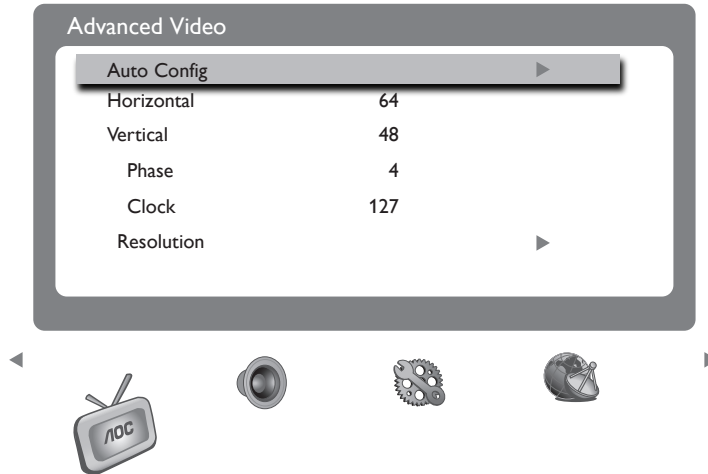 Advanced Video
Auto Config
Horizontal 64
Vertical 48
Phase 4
Clock 127
Resolution
AOC